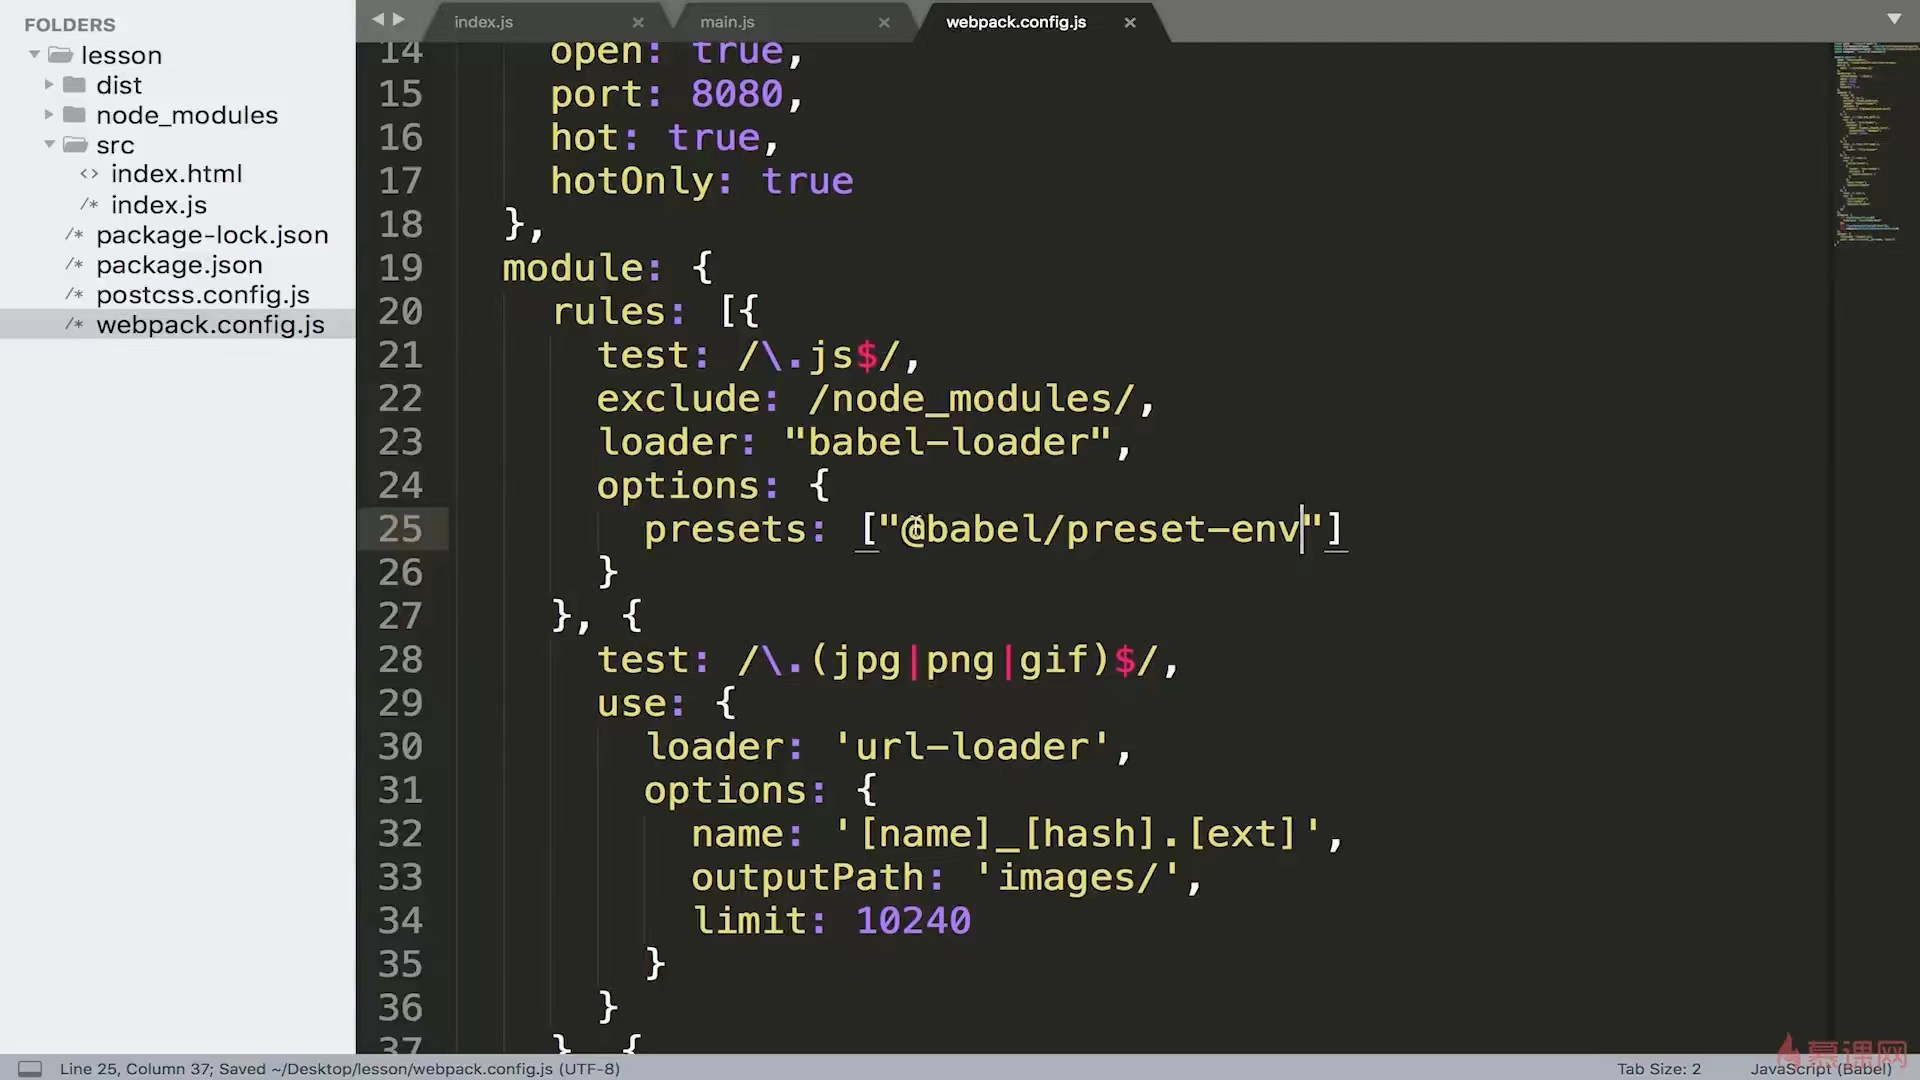 FOLDERS
lesson
dist
node_modules
src
<> index.html
/* index.js
/* package-lock.json
/* package.json
/* postcss.config.js
/* webpack.config.js
index.js ×
main.js ×
webpack.config.js ×
14 open: true,
15 port: 8080,
16 hot: true,
17 hotOnly: true
18 },
19 module: {
20 rules: [{
21 test: /\.js$/,
22 exclude: /node_modules/,
23 loader: "babel-loader",
24 options: {
25 presets: ["@babel/preset-env"]
26 }
27 }, {
28 test: /\.(jpg|png|gif)$/,
29 use: {
30 loader: 'url-loader',
31 options: {
32 name: '[name]_[hash].[ext]',
33 outputPath: 'images/',
34 limit: 10240
35 }
36 }
37 }, {
Line 25, Column 37; Saved ~/Desktop/lesson/webpack.config.js (UTF-8)
Tab Size: 2
JavaScript (Babel)
慕课网